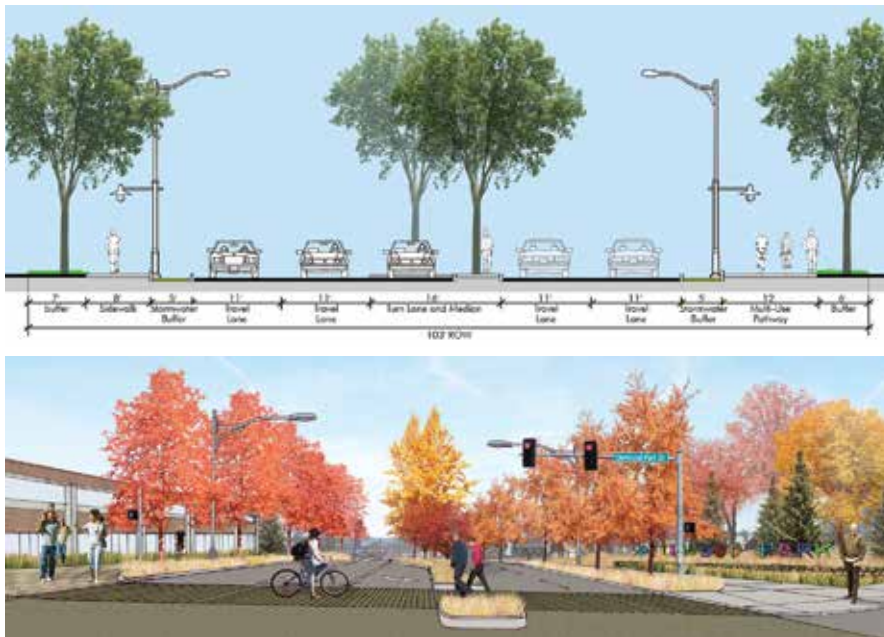 7' 8' 5' 11' 11' 16' 11' 11' 5' 12' 6'
Buffer Sidewalk Stormwater Travel Travel Turn Lane and Median Travel Travel Stormwater Multi-Use Buffer
Buffer Lane Lane Lane Lane Buffer Pathway
103' ROW
PARK